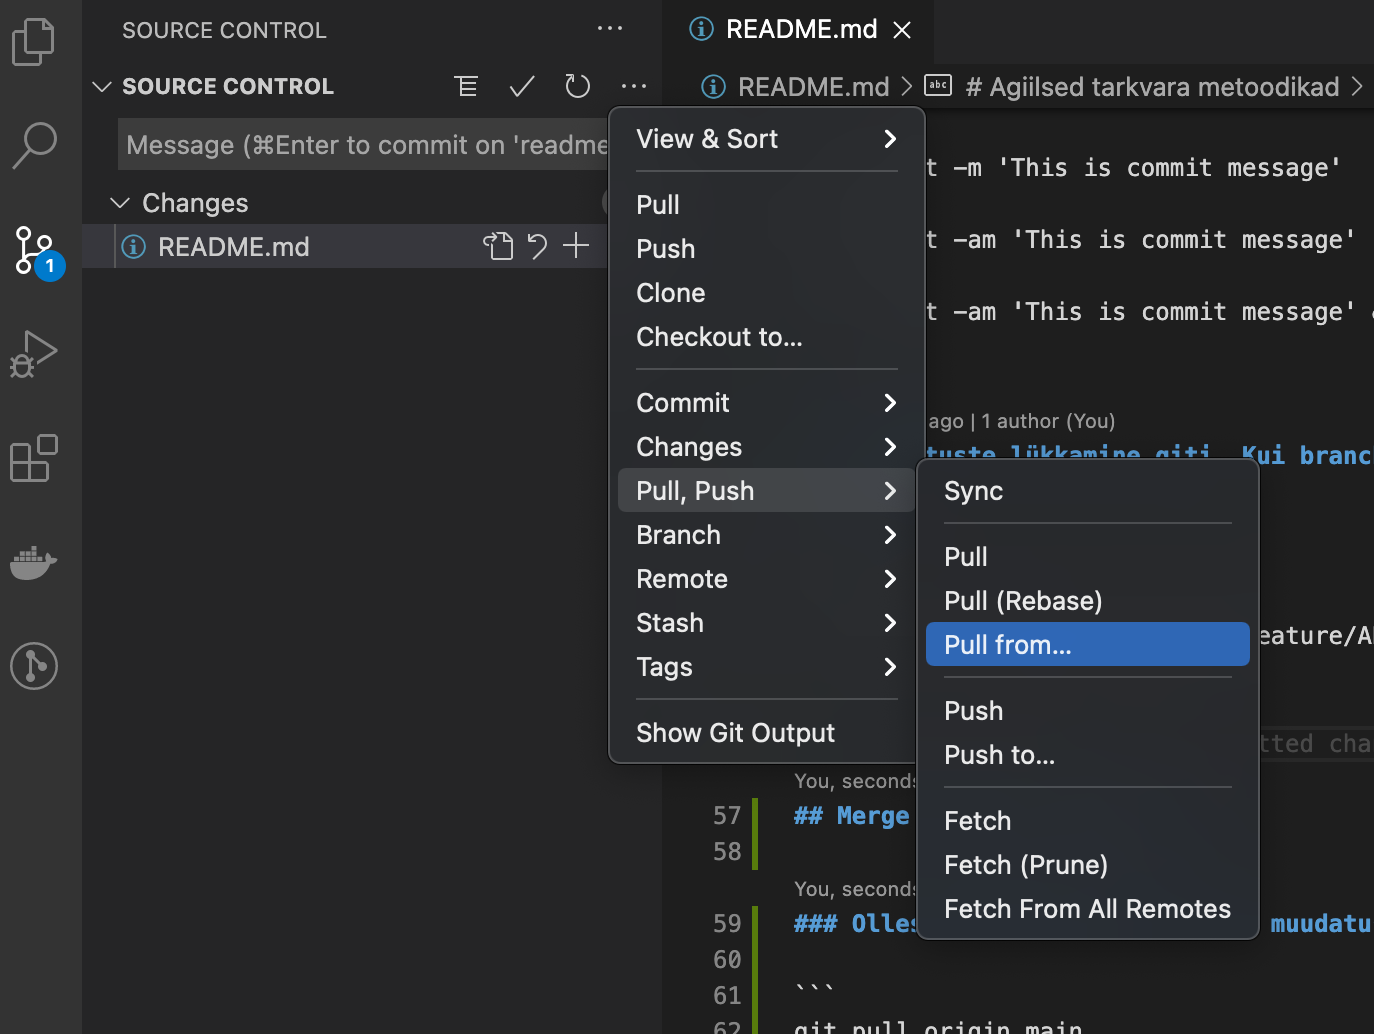 SOURCE CONTROL
SOURCE CONTROL
Message (⌘Enter to commit on 'readme
Changes
README.md
1
README.md
README.md > # Agiilsed tarkvara metoodikad >
View & Sort
Pull
Push
Clone
Checkout to...
Commit
Changes
Pull, Push
Branch
Remote
Stash
Tags
Show Git Output
Sync
Pull
Pull (Rebase)
Pull from...
Push
Push to...
Fetch
Fetch (Prune)
Fetch From All Remotes
t -m 'This is commit message'
t -am 'This is commit message'
t -am 'This is commit message'
ago | 1 author (You)
tuste lükkamine giti. Kui branc
eature/A
tted cha
You, seconds
57 ## Merge
58
You, seconds
59 ### Olles muudatu
60
61 ```
62 git pull origin main